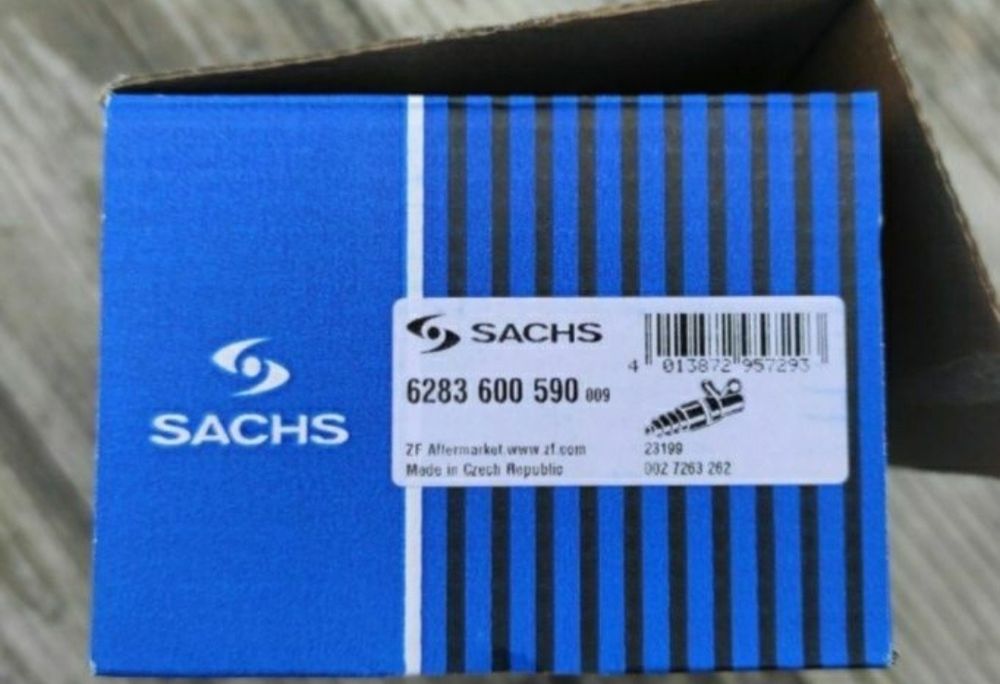 SACHS
SACHS
6283 600 590 009
4 013872 957293
ZF Aftermarket www.zf.com
Made in Czech Republic
23199
002 7263 262